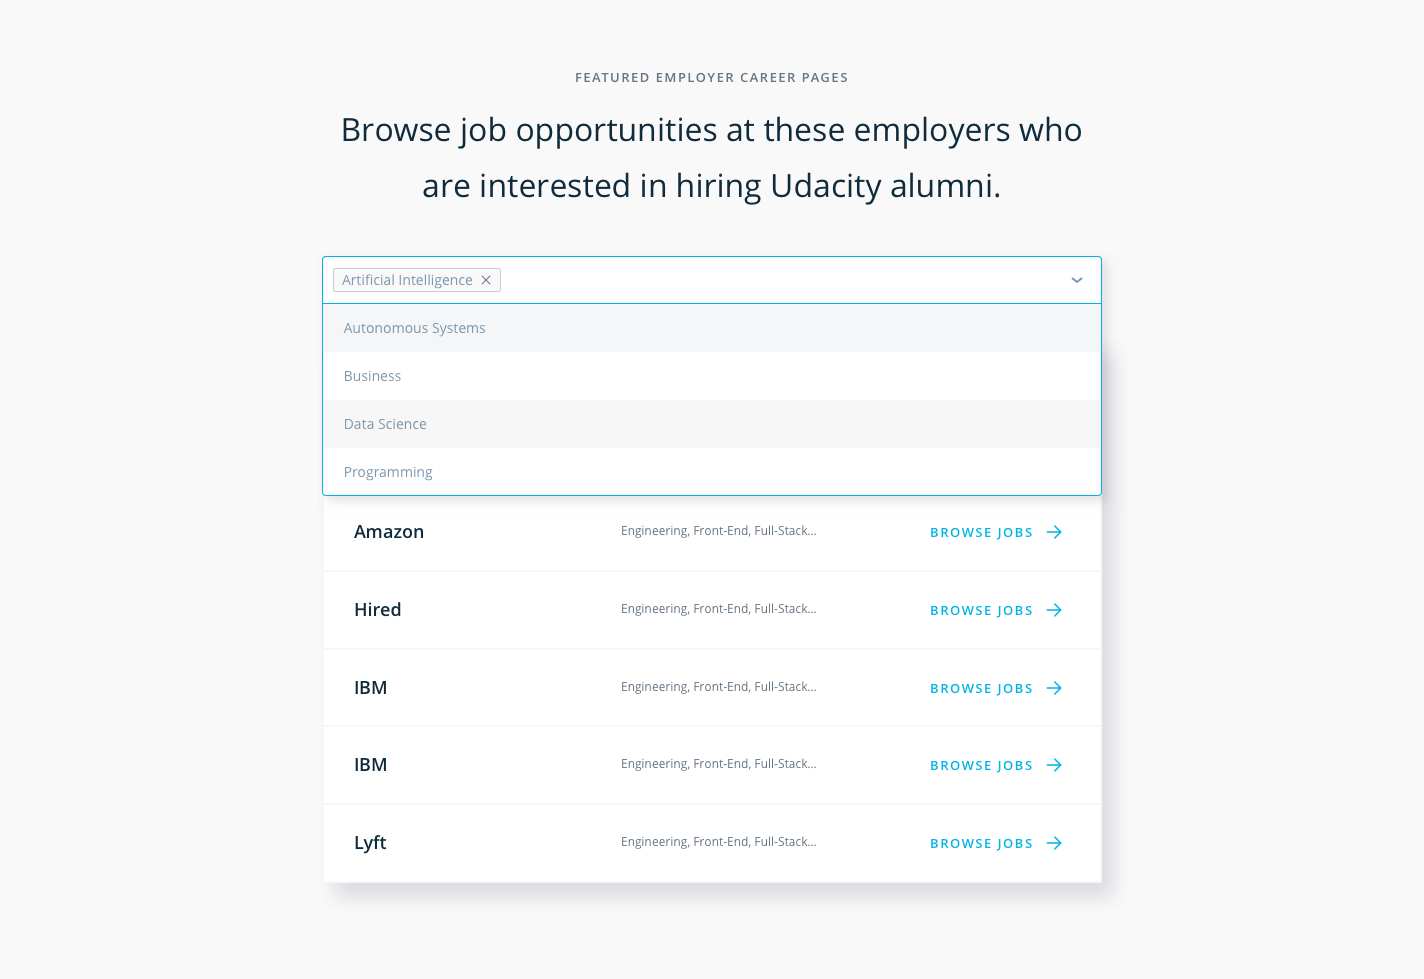 FEATURED EMPLOYER CAREER PAGES
Browse job opportunities at these employers who
are interested in hiring Udacity alumni.
Artificial Intelligence
Autonomous Systems
Business
Data Science
Programming
Amazon Engineering, Front-End, Full-Stack... BROWSE JOBS
Hired Engineering, Front-End, Full-Stack... BROWSE JOBS
IBM Engineering, Front-End, Full-Stack... BROWSE JOBS
IBM Engineering, Front-End, Full-Stack... BROWSE JOBS
Lyft Engineering, Front-End, Full-Stack... BROWSE JOBS